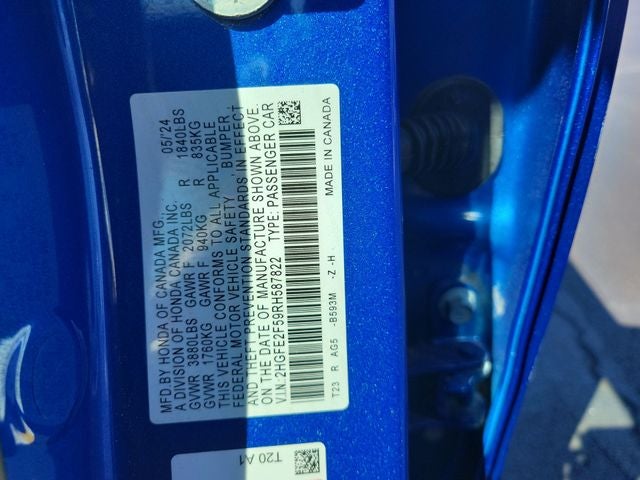 MFD BY HONDA OF CANADA MFG., 05/24
A DIVISION OF HONDA CANADA INC.
GVWR 3880LBS GAWR F 2072LBS R 1840LBS
GVWR 1760KG GAWR F 940KG R 835KG
THIS VEHICLE CONFORMS TO ALL APPLICABLE
FEDERAL MOTOR VEHICLE SAFETY, BUMPER,
AND THEFT PREVENTION STANDARDS IN EFFECT
ON THE DATE OF MANUFACTURE SHOWN ABOVE.
V.I.N: 2HGFE2F59RH587822 TYPE: PASSENGER CAR
T23 R AG5 -B593M -Z -H MADE IN CANADA
T20 A1